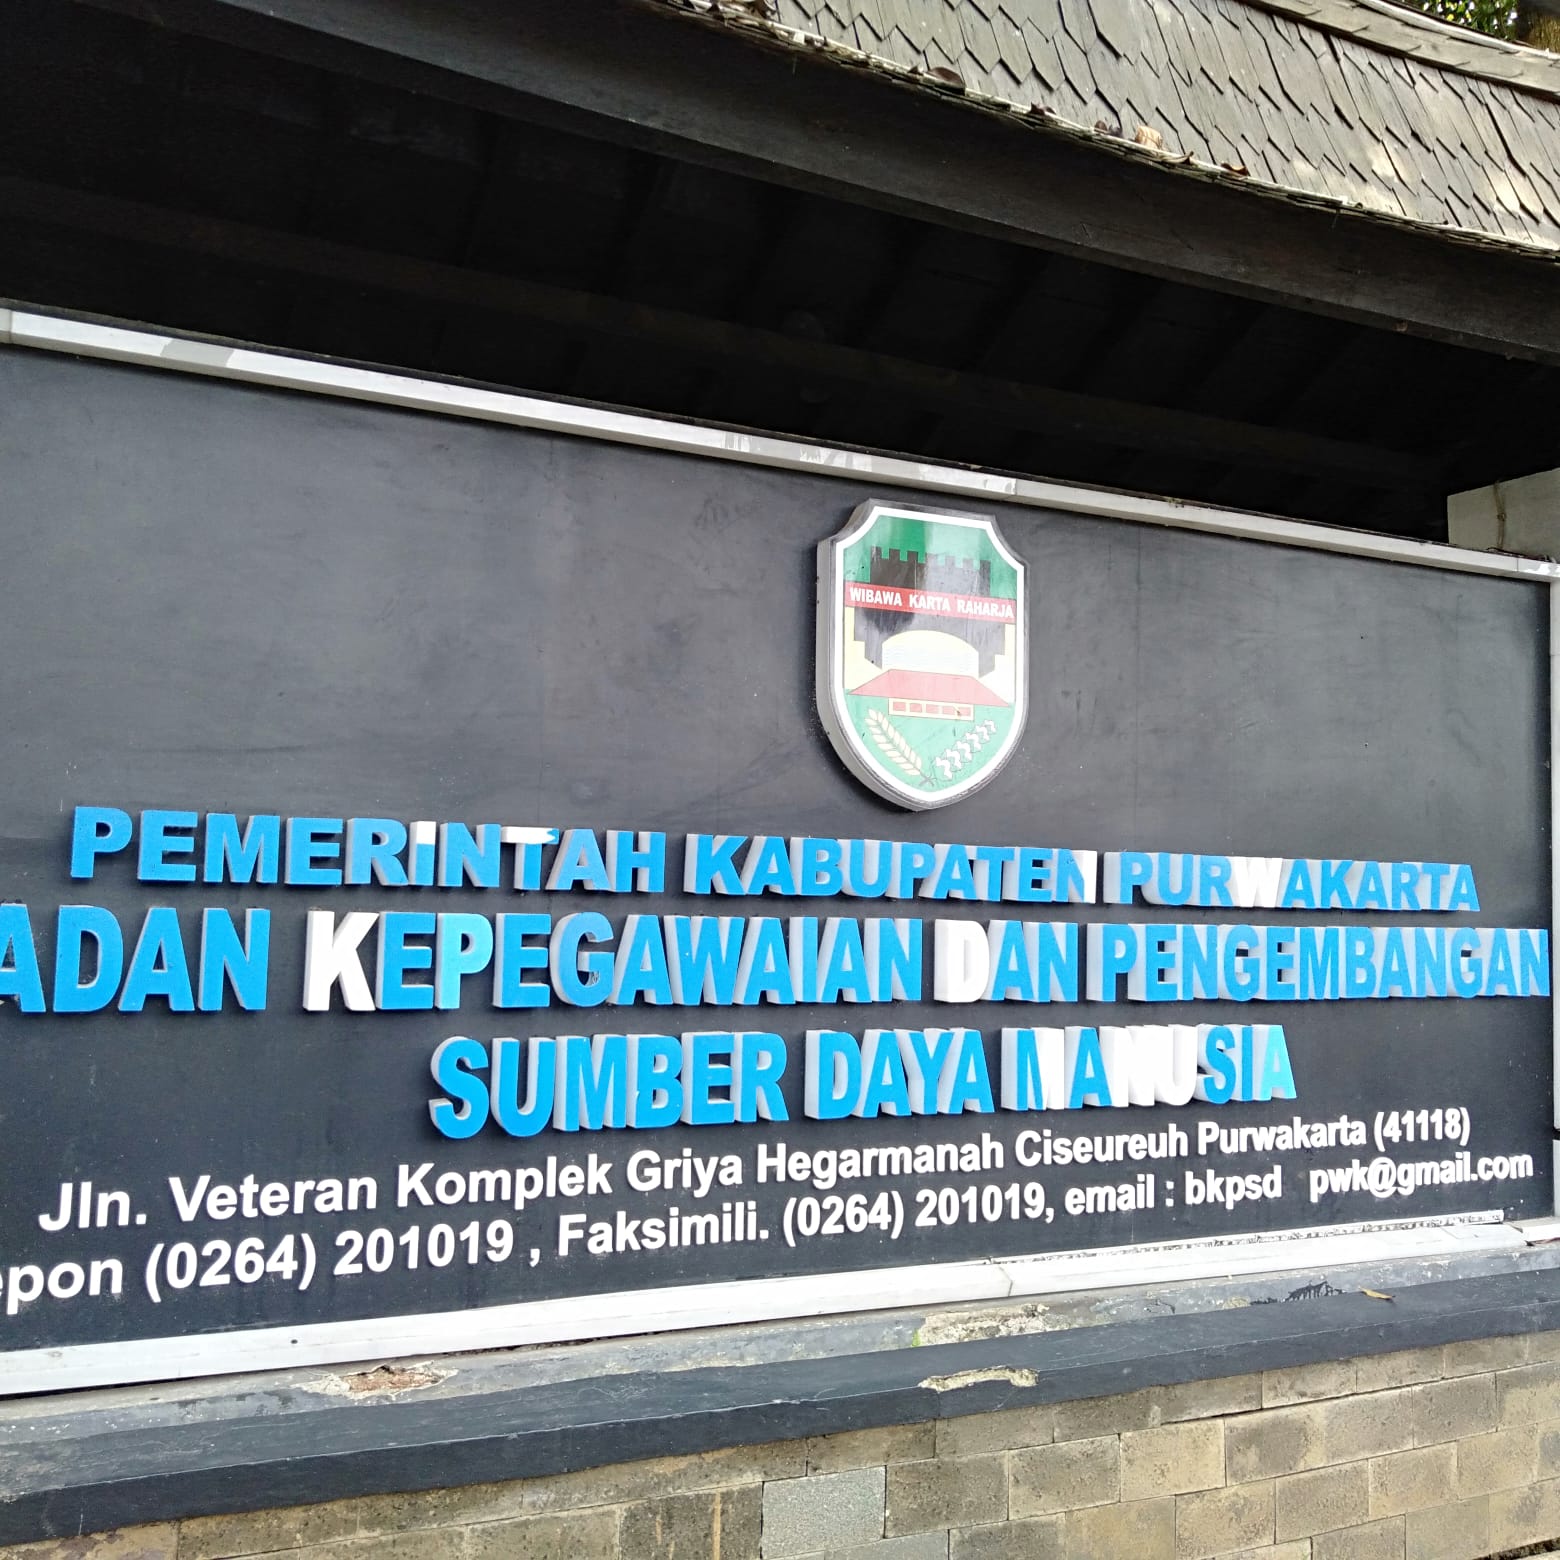 WIBAWA KARTA RAHARJA
PEMERINTAH KABUPATEN PURWAKARTA
ADAN KEPEGAWAIAN DAN PENGEMBANGAN
SUMBER DAYA MANUSIA
Jln. Veteran Komplek Griya Hegarmanah Ciseureuh Purwakarta (41118)
epon (0264) 201019 , Faksimili. (0264) 201019, email : bkpsd pwk@gmail.com